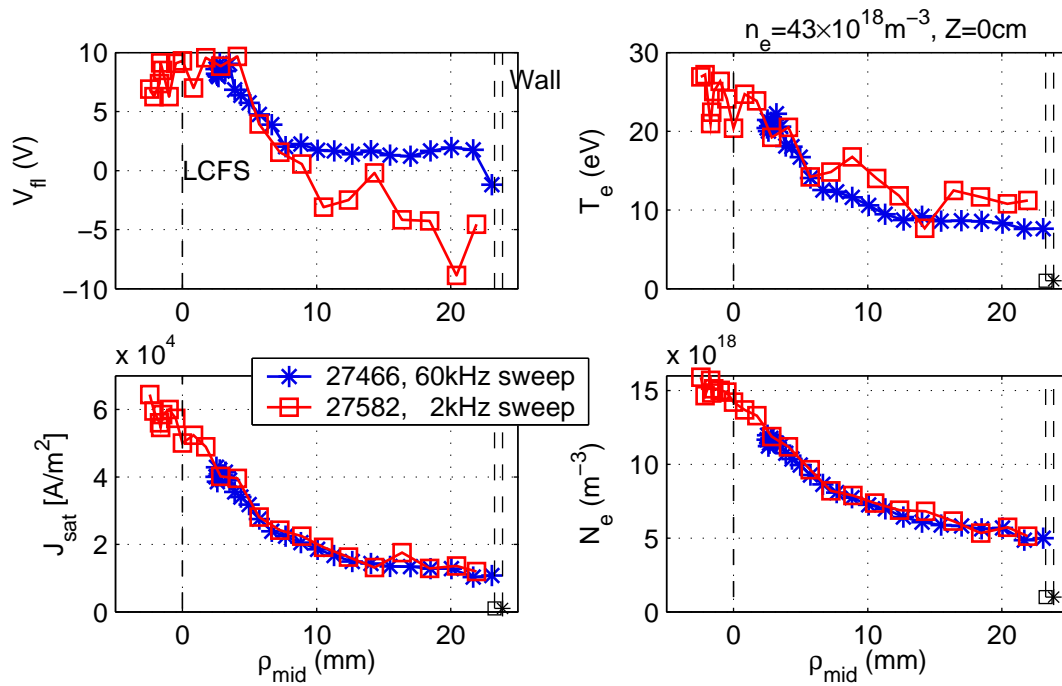 n_e=43×10^18m^−3, Z=0cm
10
5
0
−5
−10
V_fl (V)
LCFS
Wall
0
10
20
30
20
10
0
T_e (eV)
0
10
20
x 10^4
6
4
2
0
J_sat [A/m^2]
27466, 60kHz sweep
27582, 2kHz sweep
0
10
20
ρ_mid (mm)
x 10^18
15
10
5
0
N_e (m^−3)
0
10
20
ρ_mid (mm)